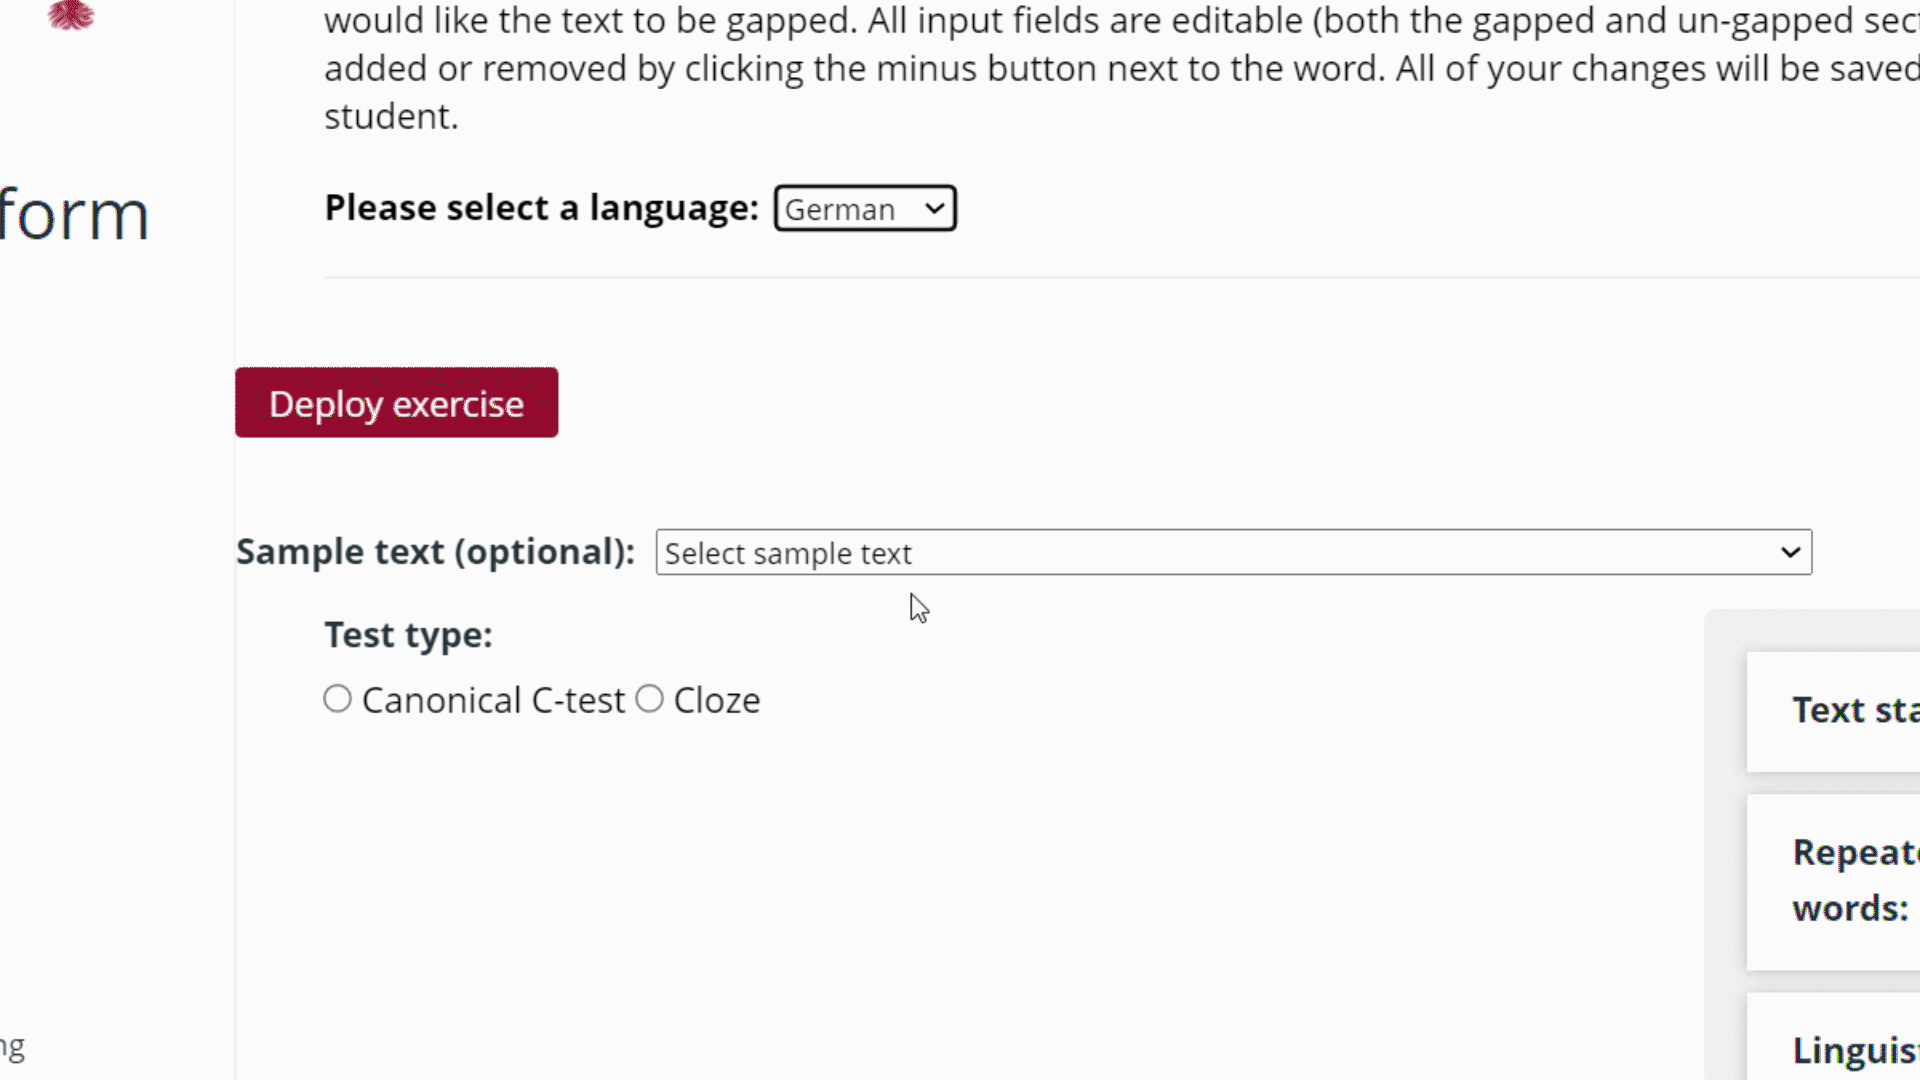 would like the text to be gapped. All input fields are editable (both the gapped and un-gapped sec
added or removed by clicking the minus button next to the word. All of your changes will be saved
student.
form
Please select a language: German
Deploy exercise
Sample text (optional): Select sample text
Test type:
Canonical C-test Cloze
Text sta
Repeate
words:
Linguis
ng